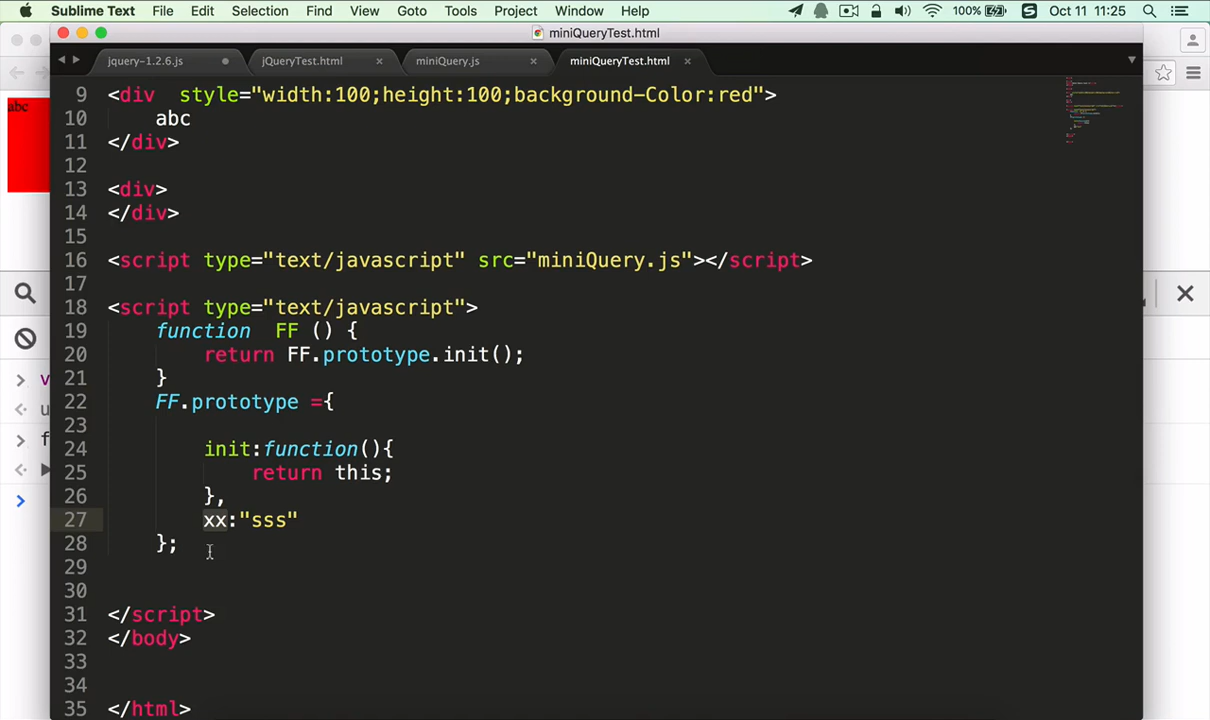 Sublime Text File Edit Selection Find View Goto Tools Project Window Help 100% Oct 11 11:25
miniQueryTest.html
jquery-1.2.6.js jQueryTest.html miniQuery.js miniQueryTest.html
abc
9 <div  style="width:100;height:100;background-Color:red">
10 abc
11 </div>
12
13 <div>
14 </div>
15
16 <script type="text/javascript" src="miniQuery.js"></script>
17
18 <script type="text/javascript">
19 function  FF () {
20 return FF.prototype.init();
21 }
22 FF.prototype ={
23
24 init:function(){
25 return this;
26 },
27 xx:"sss"
28 };
29
30
31 </script>
32 </body>
33
34
35 </html>